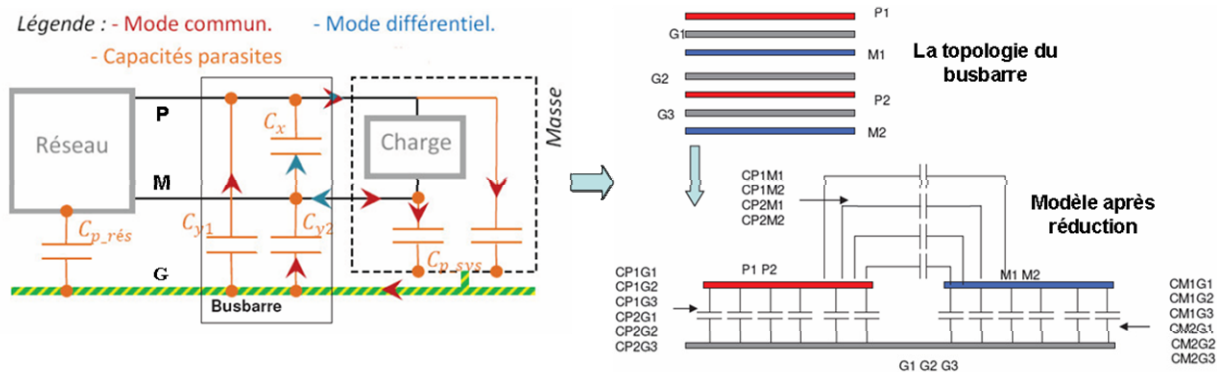 Légende : - Mode commun. - Mode différentiel.
- Capacités parasites
P
Réseau
C_x
Charge
Masse
M
C_p_rés
C_y1
C_y2
C_p_sys
G
Busbarre
P1
G1
M1
G2
P2
G3
M2
La topologie du
busbarre
CP1M1
CP1M2
CP2M1
CP2M2
Modèle après
réduction
P1 P2
M1 M2
CP1G1
CP1G2
CP1G3
CP2G1
CP2G2
CP2G3
CM1G1
CM1G2
CM1G3
CM2G1
CM2G2
CM2G3
G1 G2 G3